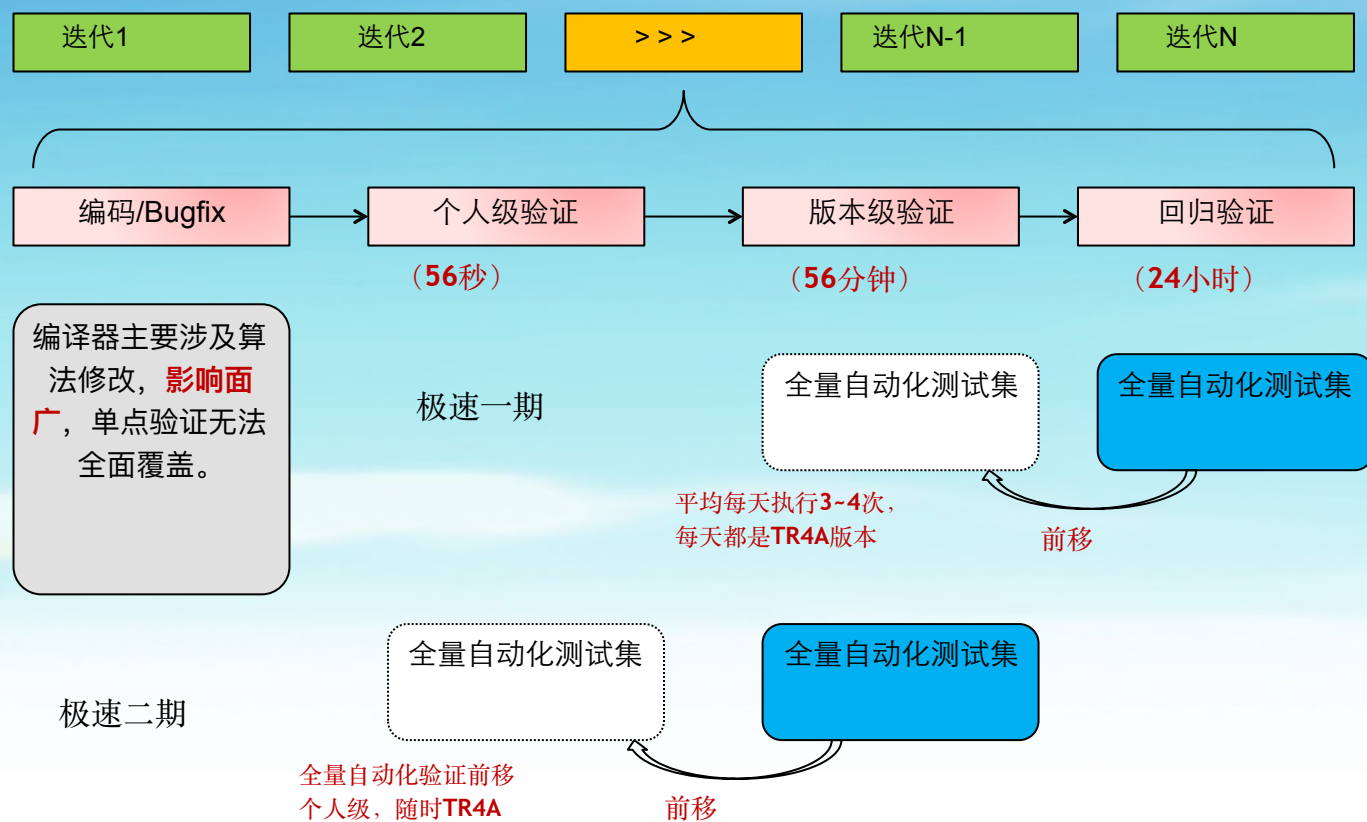 迭代1
迭代2
> > >
迭代N-1
迭代N
编码/Bugfix
个人级验证
版本级验证
回归验证
（56秒）
（56分钟）
（24小时）
编译器主要涉及算
法修改，影响面
广，单点验证无法
全面覆盖。
极速一期
全量自动化测试集
全量自动化测试集
平均每天执行3~4次，
每天都是TR4A版本
前移
全量自动化测试集
全量自动化测试集
极速二期
全量自动化验证前移
个人级，随时TR4A
前移